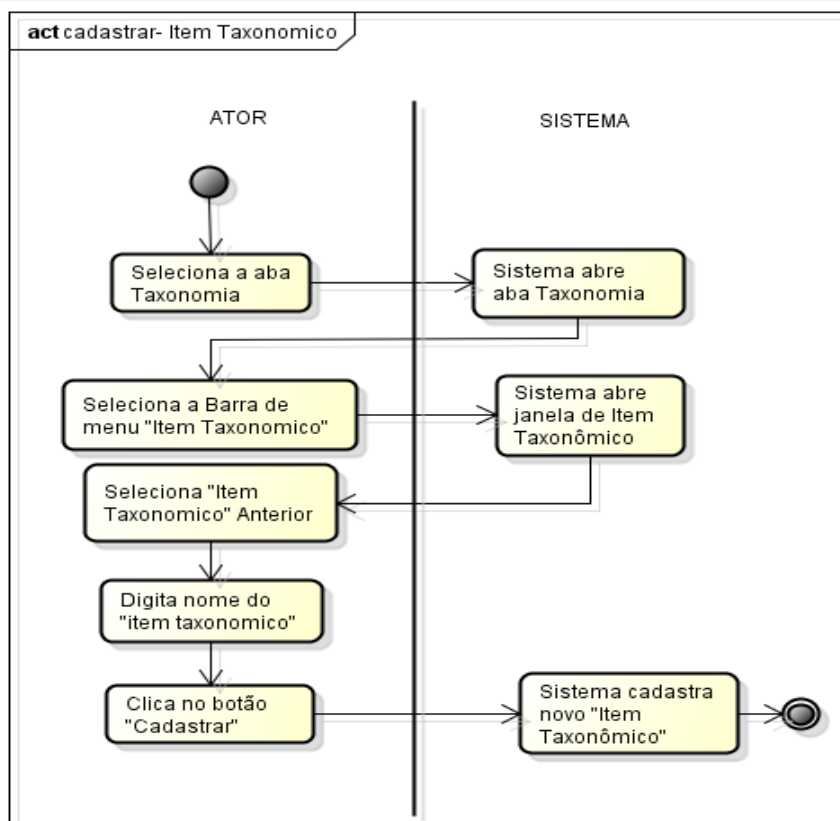 act cadastrar- Item Taxonomico
ATOR
SISTEMA
Seleciona a aba
Taxonomia
Sistema abre
aba Taxonomia
Seleciona a Barra de
menu "Item Taxonomico"
Sistema abre
janela de Item
Taxonômico
Seleciona "Item
Taxonomico" Anterior
Digita nome do
"item taxonomico"
Clica no botão
"Cadastrar"
Sistema cadastra
novo "Item
Taxonômico"